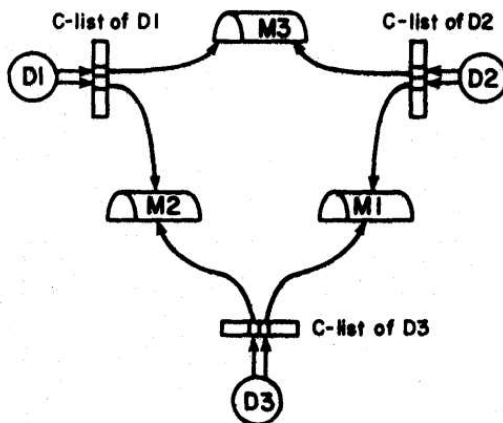 C-list of D1
M3
C-list of D2
D1
D2
M2
M1
C-list of D3
D3